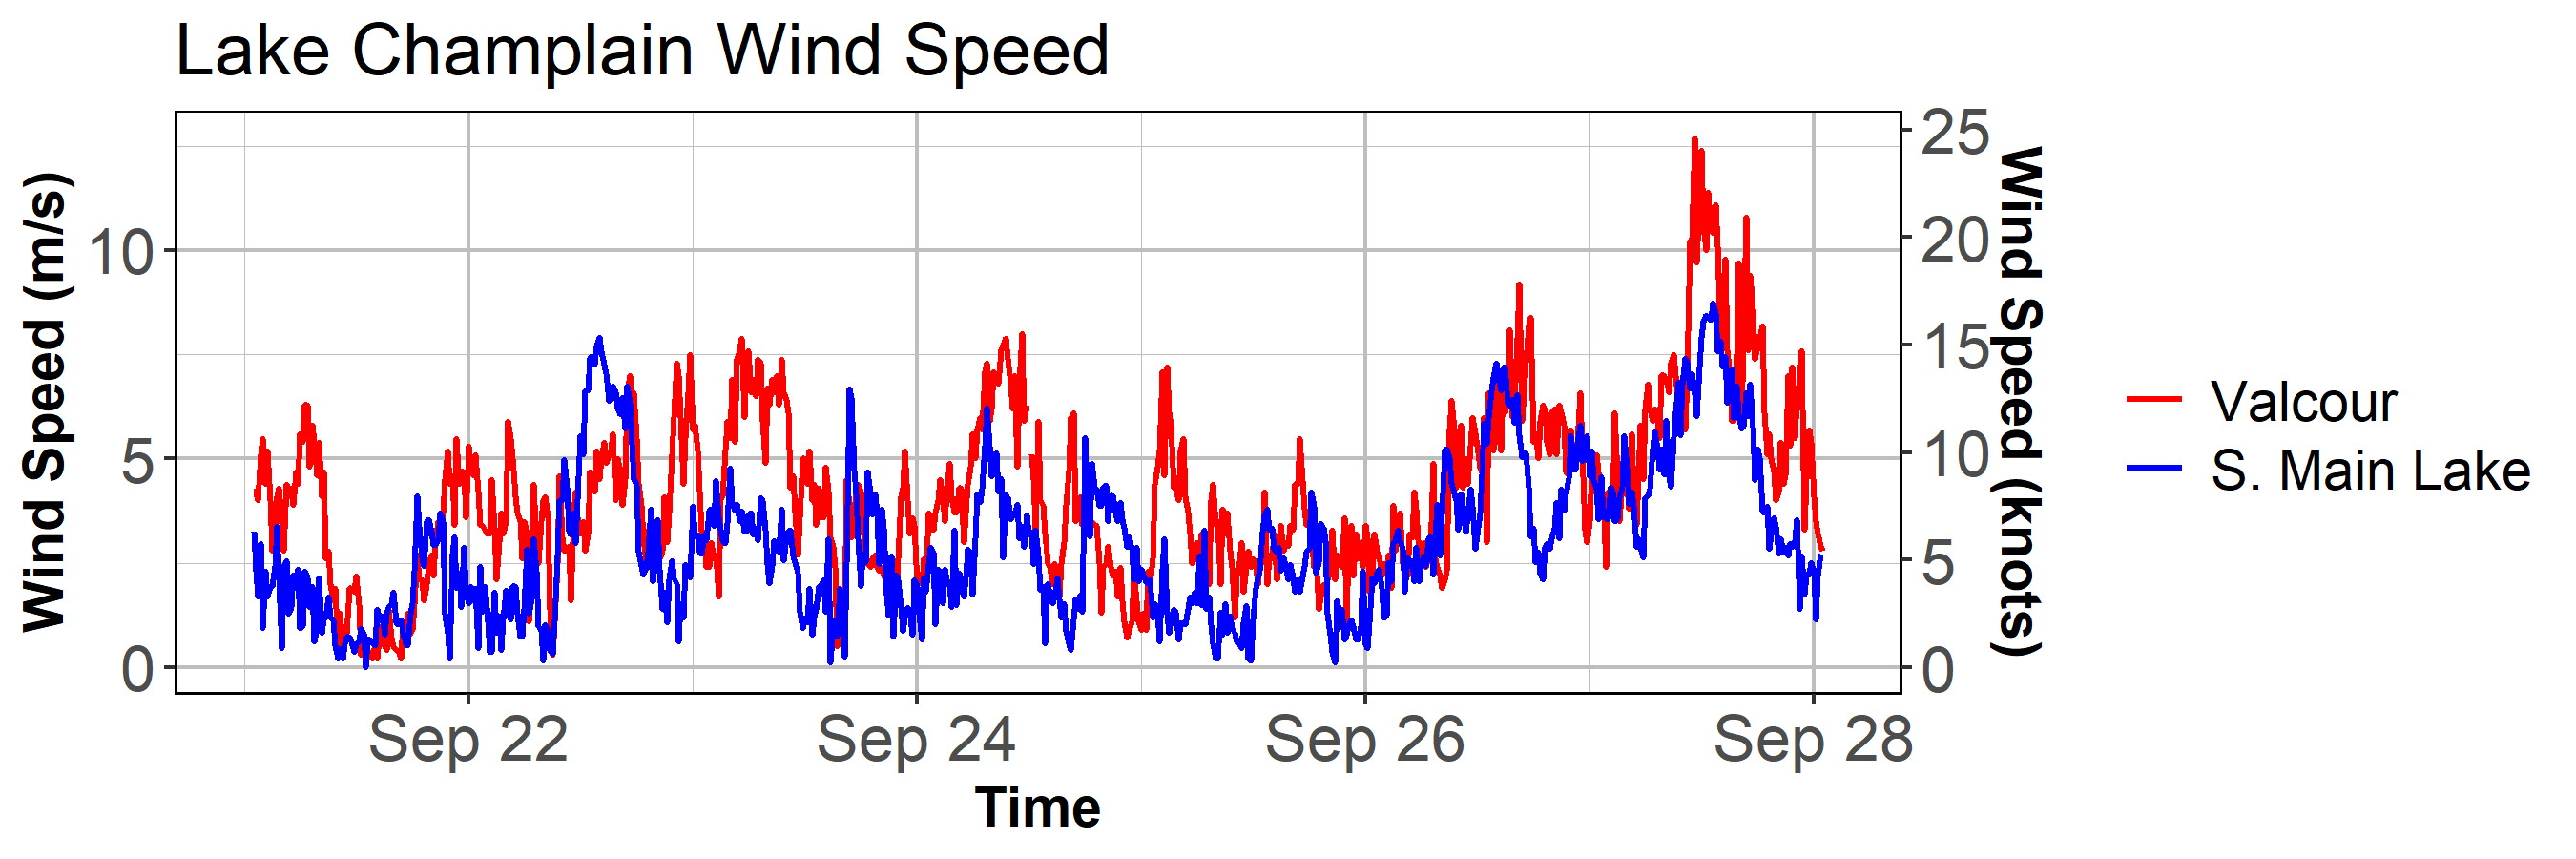 Lake Champlain Wind Speed
Wind Speed (m/s)
10
5
0
25
20
15
10
5
0
Wind Speed (knots)
Sep 22
Sep 24
Sep 26
Sep 28
Time
Valcour
S. Main Lake